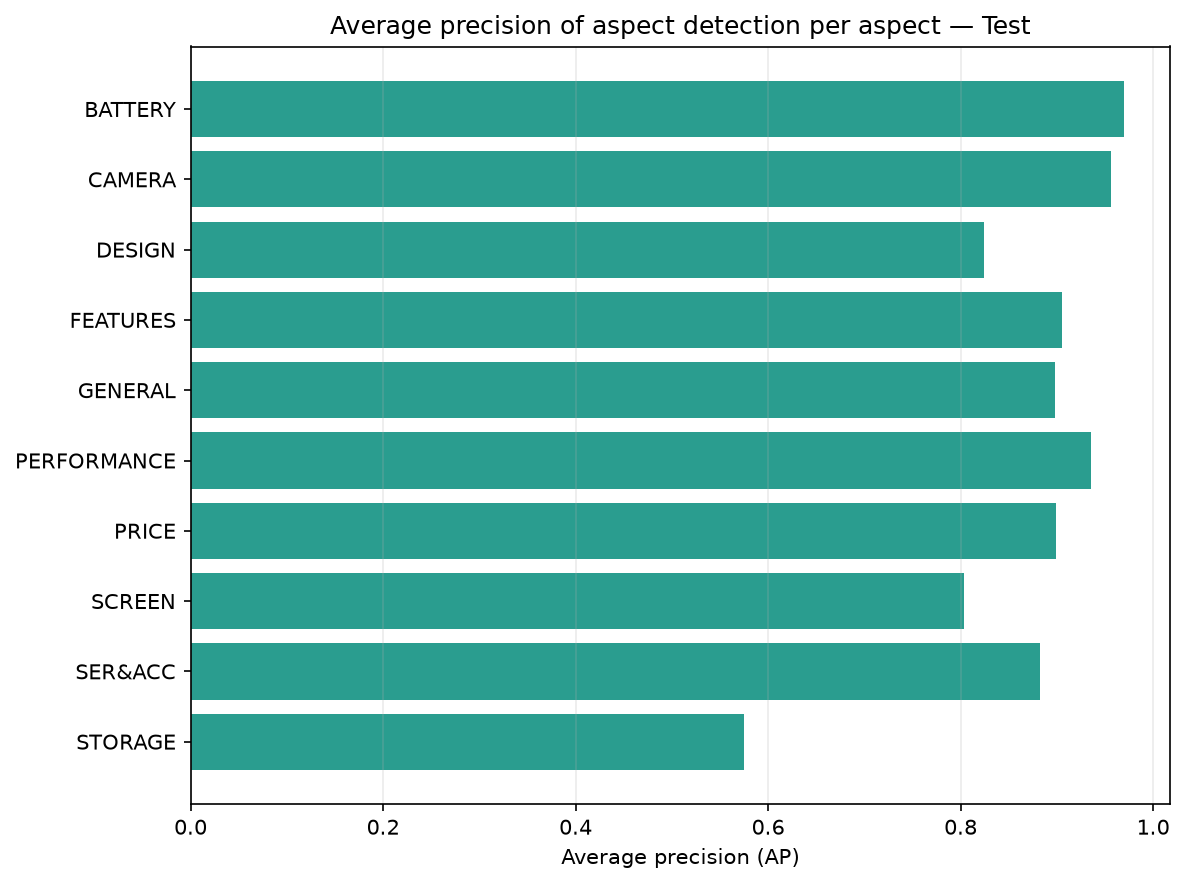 Average precision of aspect detection per aspect — Test
BATTERY
CAMERA
DESIGN
FEATURES
GENERAL
PERFORMANCE
PRICE
SCREEN
SER&ACC
STORAGE
0.0 0.2 0.4 0.6 0.8 1.0
Average precision (AP)